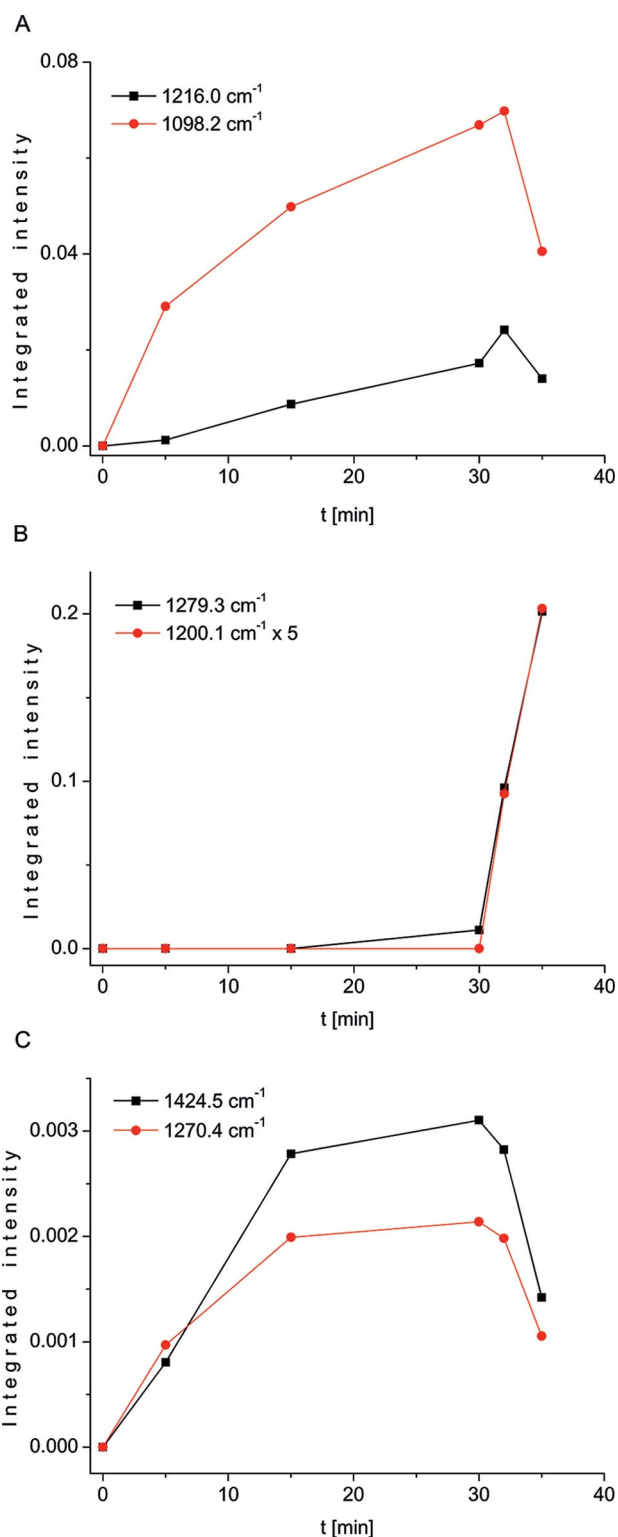 A
0.08
1216.0 cm⁻¹
1098.2 cm⁻¹
0.04
0.00
Integrated intensity
0 10 20 30 40
t [min]
B
1279.3 cm⁻¹
1200.1 cm⁻¹ x 5
0.2
0.1
0.0
Integrated intensity
0 10 20 30 40
t [min]
C
1424.5 cm⁻¹
1270.4 cm⁻¹
0.003
0.002
0.001
0.000
Integrated intensity
0 10 20 30 40
t [min]